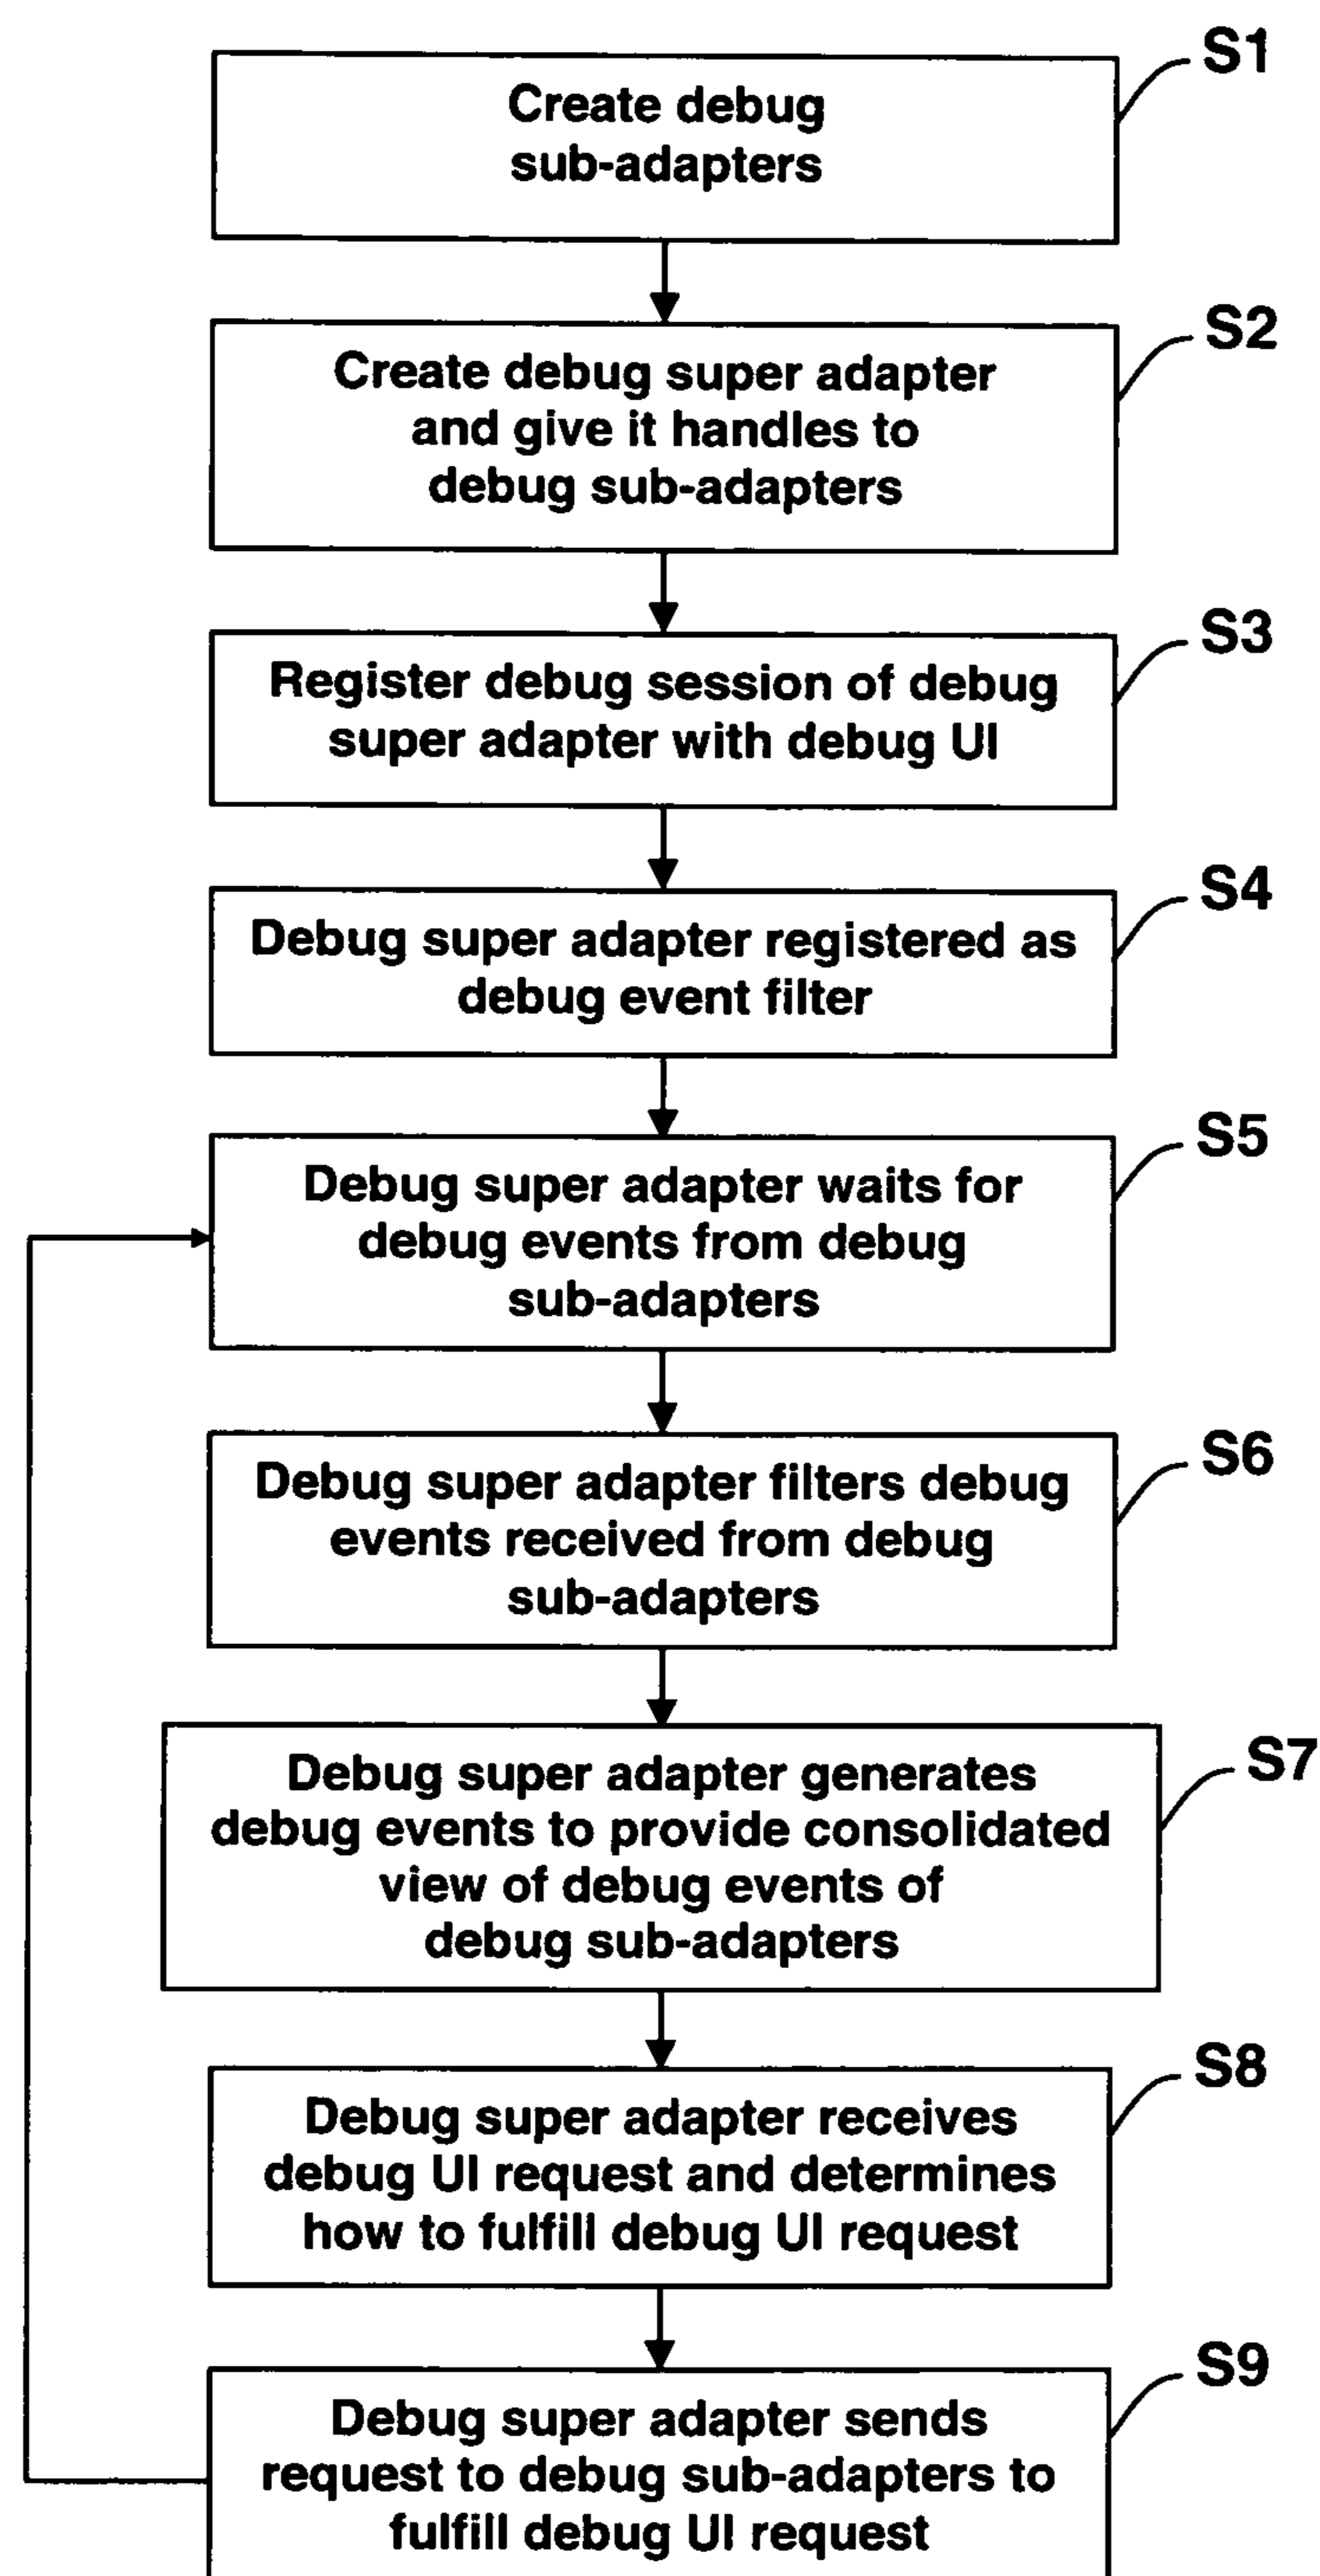 S1
Create debug
sub-adapters
S2
Create debug super adapter
and give it handles to
debug sub-adapters
S3
Register debug session of debug
super adapter with debug UI
S4
Debug super adapter registered as
debug event filter
S5
Debug super adapter waits for
debug events from debug
sub-adapters
S6
Debug super adapter filters debug
events received from debug
sub-adapters
S7
Debug super adapter generates
debug events to provide consolidated
view of debug events of
debug sub-adapters
S8
Debug super adapter receives
debug UI request and determines
how to fulfill debug UI request
S9
Debug super adapter sends
request to debug sub-adapters to
fulfill debug UI request